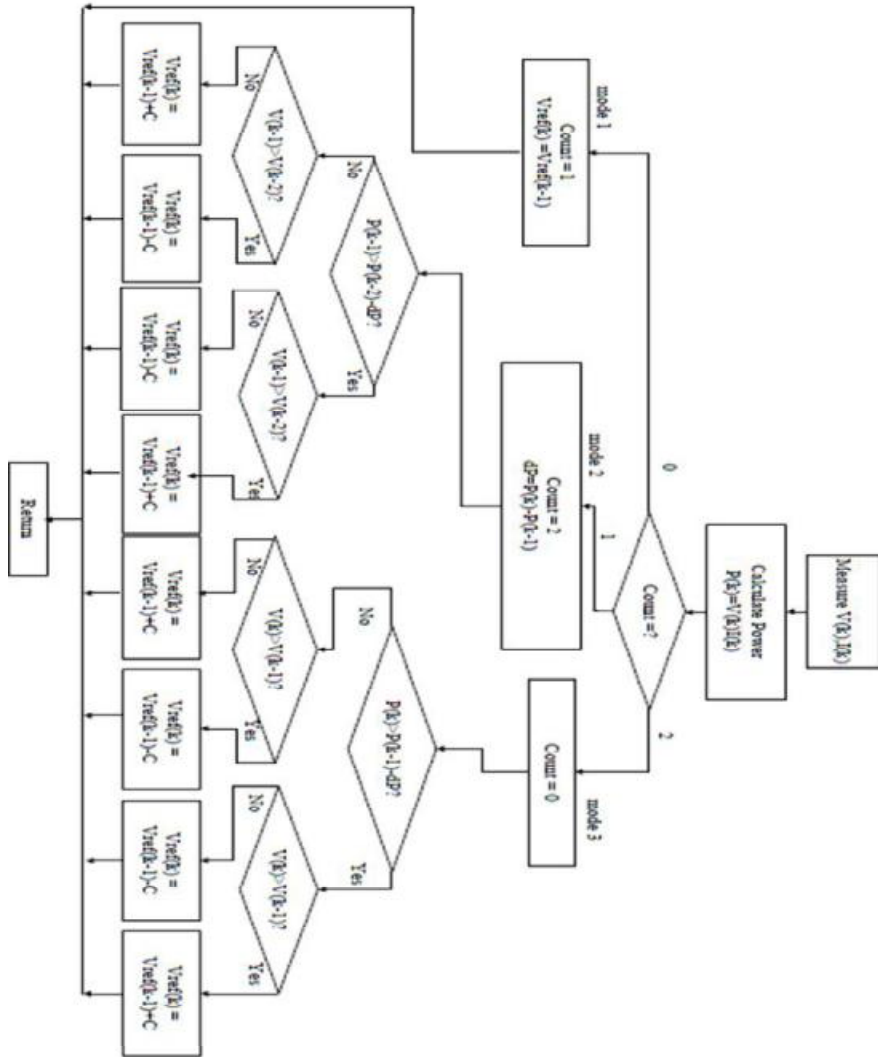 Measure V(k),I(k)
Calculate Power
P(k)=V(k)I(k)
Count =?
0
1
2
mode 1
Count = 1
Vref(k) =Vref(k-1)
mode 2
Count = 2
dP=P(k)-P(k-1)
mode 3
Count = 0
P(k-1)>P(k-2)-dP?
No
Yes
P(k)>P(k-1)-dP?
No
Yes
V(k-1)>V(k-2)?
No
Yes
V(k-1)>V(k-2)?
No
Yes
V(k)>V(k-1)?
No
Yes
V(k)>V(k-1)?
No
Yes
Vref(k) =
Vref(k-1)+C
Vref(k) =
Vref(k-1)-C
Vref(k) =
Vref(k-1)-C
Vref(k) =
Vref(k-1)+C
Vref(k) =
Vref(k-1)+C
Vref(k) =
Vref(k-1)-C
Vref(k) =
Vref(k-1)-C
Vref(k) =
Vref(k-1)+C
Return